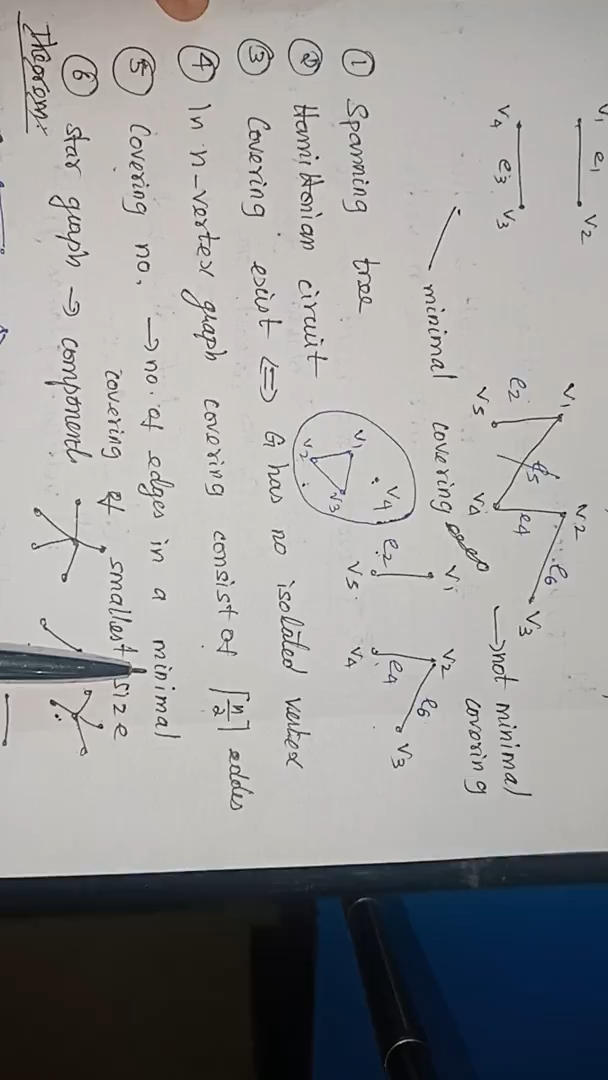 V1 e1 V2
V4 e3 V3
V1 V2 V3
e2 e5 e4 e6
V5 V4
→ not minimal covering
minimal covering
① Spanning tree
② Hamiltonian circuit
V1 V2 V3 V4
V1 e2 V5
V2 e4 e6 V4 V3
③ Covering exist ⟺ G has no isolated vertex
④ In n-vertex graph covering consist of ⌈n/2⌉ eddes
⑤ Covering no. → no. of edges in a minimal
covering of smallest size
⑥ Star graph → components
Theorem: